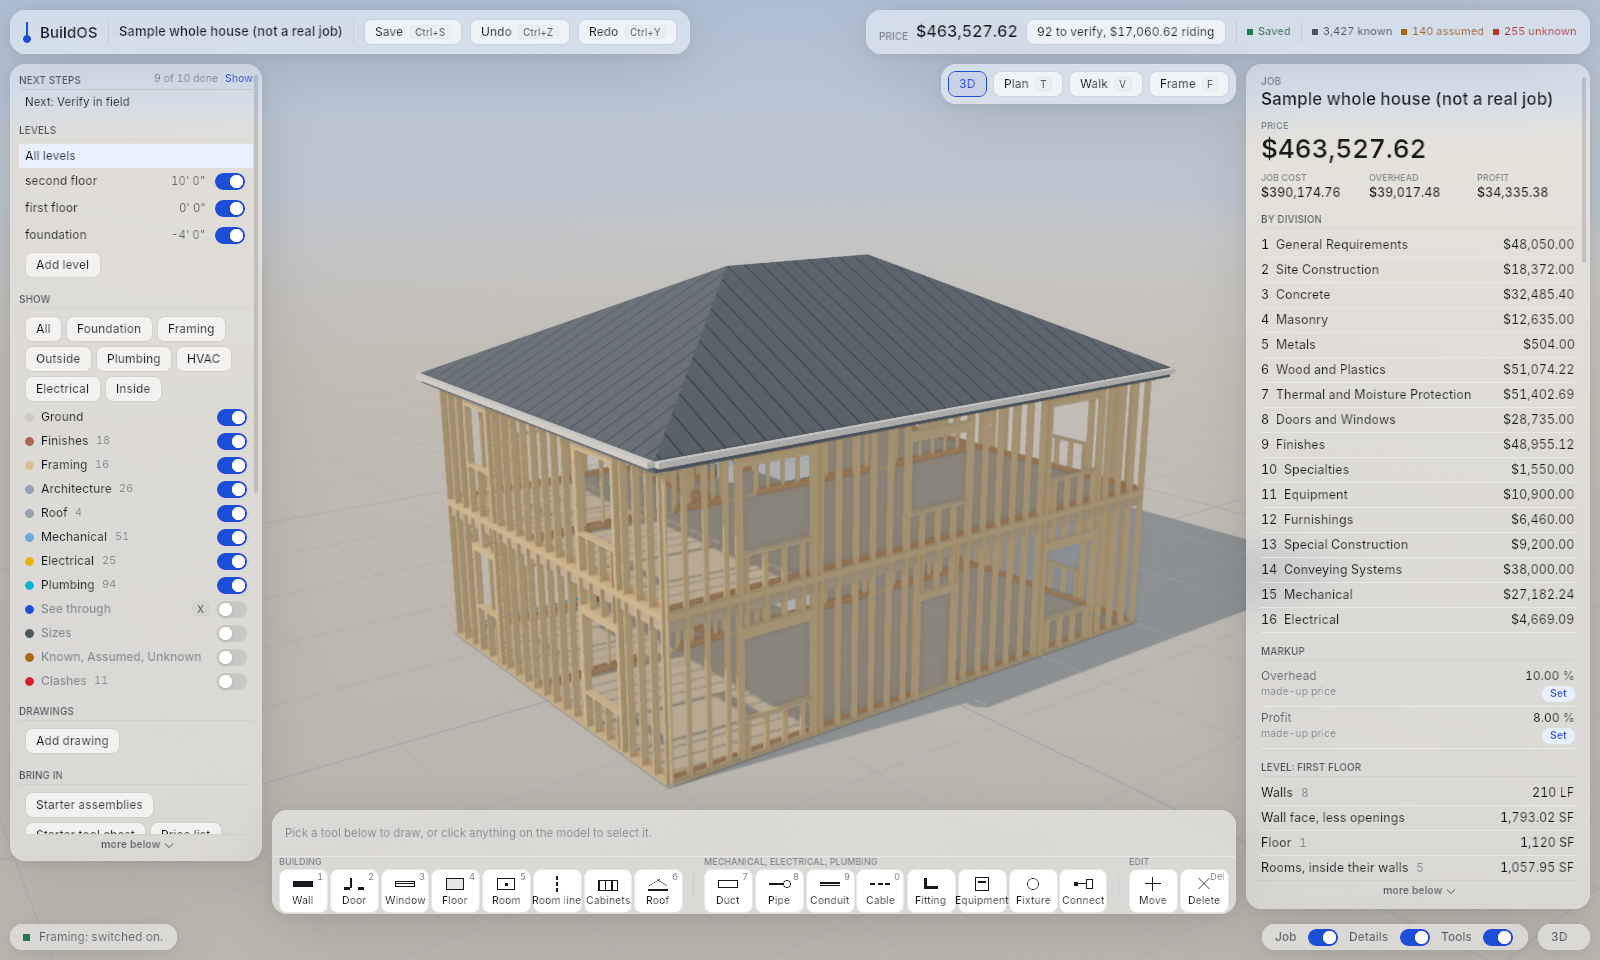 BuildOS
Sample whole house (not a real job)
Save Ctrl+S
Undo Ctrl+Z
Redo Ctrl+Y
PRICE $463,527.62
92 to verify, $17,060.62 riding
Saved
3,427 known
140 assumed
255 unknown
NEXT STEPS 9 of 10 done Show
Next: Verify in field
LEVELS
All levels
second floor 10' 0"
first floor 0' 0"
foundation -4' 0"
Add level
SHOW
All Foundation Framing
Outside Plumbing HVAC
Electrical Inside
Ground
Finishes 18
Framing 16
Architecture 26
Roof 4
Mechanical 51
Electrical 25
Plumbing 94
See through X
Sizes
Known, Assumed, Unknown
Clashes 11
DRAWINGS
Add drawing
BRING IN
Starter assemblies
Starter tool chest Price list
more below
3D
Plan T
Walk V
Frame F
JOB
Sample whole house (not a real job)
PRICE
$463,527.62
JOB COST OVERHEAD PROFIT
$390,174.76 $39,017.48 $34,335.38
BY DIVISION
1 General Requirements $48,050.00
2 Site Construction $18,372.00
3 Concrete $32,485.40
4 Masonry $12,635.00
5 Metals $504.00
6 Wood and Plastics $51,074.22
7 Thermal and Moisture Protection $51,402.69
8 Doors and Windows $28,735.00
9 Finishes $48,955.12
10 Specialties $1,550.00
11 Equipment $10,900.00
12 Furnishings $6,460.00
13 Special Construction $9,200.00
14 Conveying Systems $38,000.00
15 Mechanical $27,182.24
16 Electrical $4,669.09
MARKUP
Overhead 10.00 %
made-up price Set
Profit 8.00 %
made-up price Set
LEVEL: FIRST FLOOR
Walls 8 210 LF
Wall face, less openings 1,793.02 SF
Floor 1 1,120 SF
Rooms, inside their walls 5 1,057.95 SF
more below
Pick a tool below to draw, or click anything on the model to select it.
BUILDING
Wall 1
Door 2
Window 3
Floor 4
Room 5
Room line
Cabinets
Roof 6
MECHANICAL, ELECTRICAL, PLUMBING
Duct 7
Pipe 8
Conduit 9
Cable 0
Fitting
Equipment
Fixture
Connect
EDIT
Move
Delete Del
Framing: switched on.
Job
Details
Tools
3D